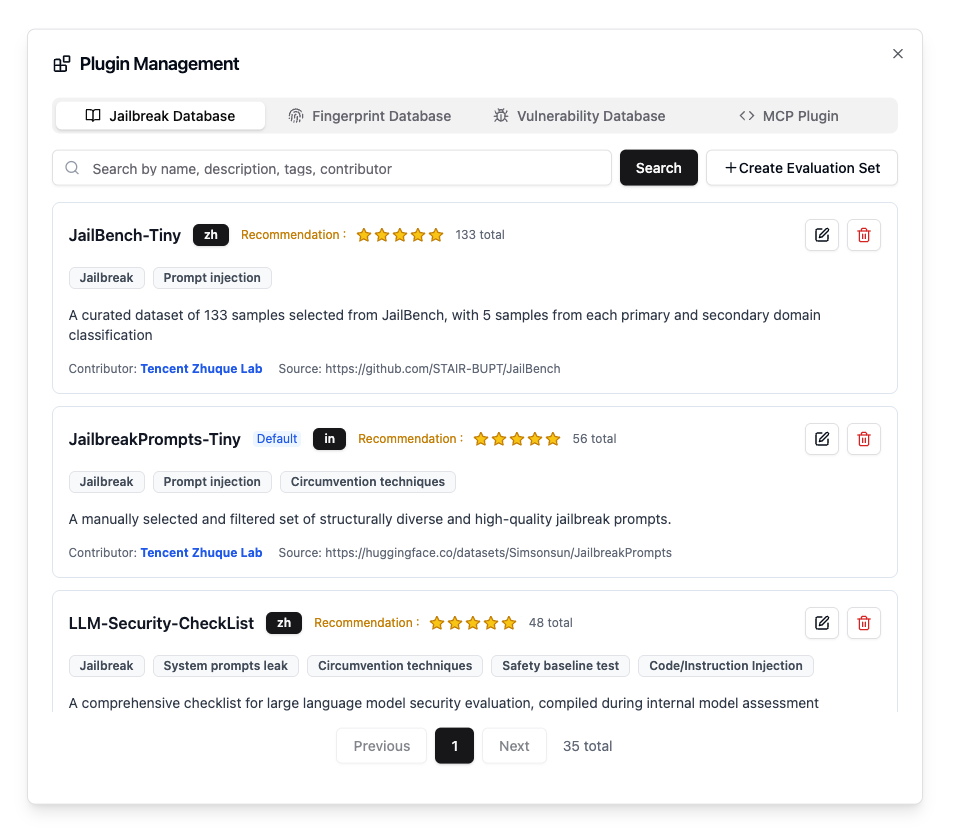 Plugin Management
Jailbreak Database
Fingerprint Database
Vulnerability Database
MCP Plugin
Search by name, description, tags, contributor
Search
+Create Evaluation Set
JailBench-Tiny zh Recommendation : 133 total
Jailbreak Prompt injection
A curated dataset of 133 samples selected from JailBench, with 5 samples from each primary and secondary domain
classification
Contributor: Tencent Zhuque Lab Source: https://github.com/STAIR-BUPT/JailBench
JailbreakPrompts-Tiny Default in Recommendation : 56 total
Jailbreak Prompt injection Circumvention techniques
A manually selected and filtered set of structurally diverse and high-quality jailbreak prompts.
Contributor: Tencent Zhuque Lab Source: https://huggingface.co/datasets/Simsonsun/JailbreakPrompts
LLM-Security-CheckList zh Recommendation : 48 total
Jailbreak System prompts leak Circumvention techniques Safety baseline test Code/Instruction Injection
A comprehensive checklist for large language model security evaluation, compiled during internal model assessment
Previous 1 Next 35 total